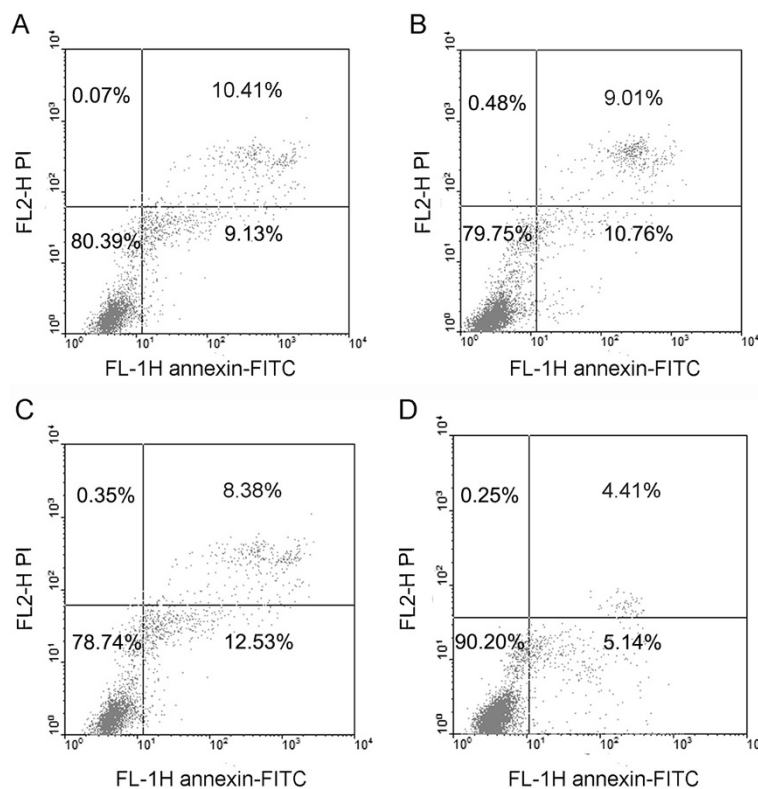 A
10⁴
10³
10²
10¹
10⁰
FL2-H PI
0.07%
10.41%
80.39%
9.13%
10⁰ 10¹ 10² 10³ 10⁴
FL-1H annexin-FITC
B
10⁴
10³
10²
10¹
10⁰
FL2-H PI
0.48%
9.01%
79.75%
10.76%
10⁰ 10¹ 10² 10³ 10⁴
FL-1H annexin-FITC
C
10⁴
10³
10²
10¹
10⁰
FL2-H PI
0.35%
8.38%
78.74%
12.53%
10⁰ 10¹ 10² 10³ 10⁴
FL-1H annexin-FITC
D
10⁴
10³
10²
10¹
10⁰
FL2-H PI
0.25%
4.41%
90.20%
5.14%
10⁰ 10¹ 10² 10³ 10⁴
FL-1H annexin-FITC